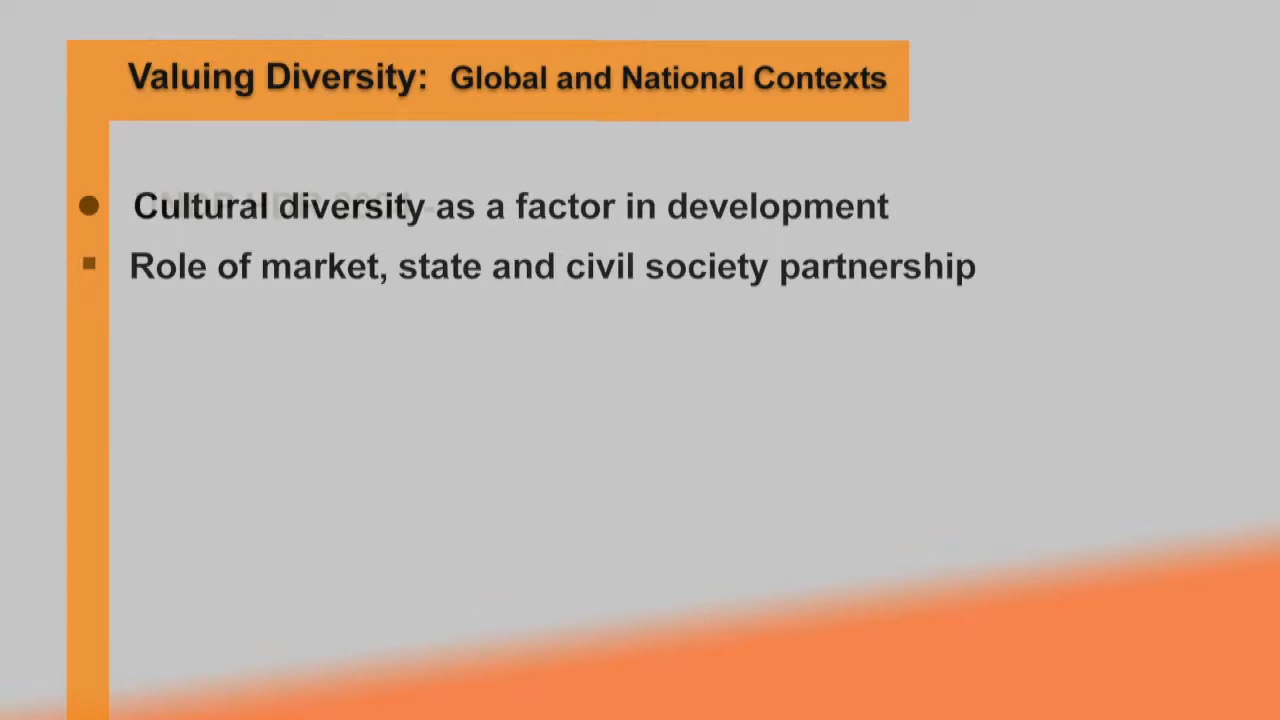 Valuing Diversity: Global and National Contexts
Cultural diversity as a factor in development
Role of market, state and civil society partnership